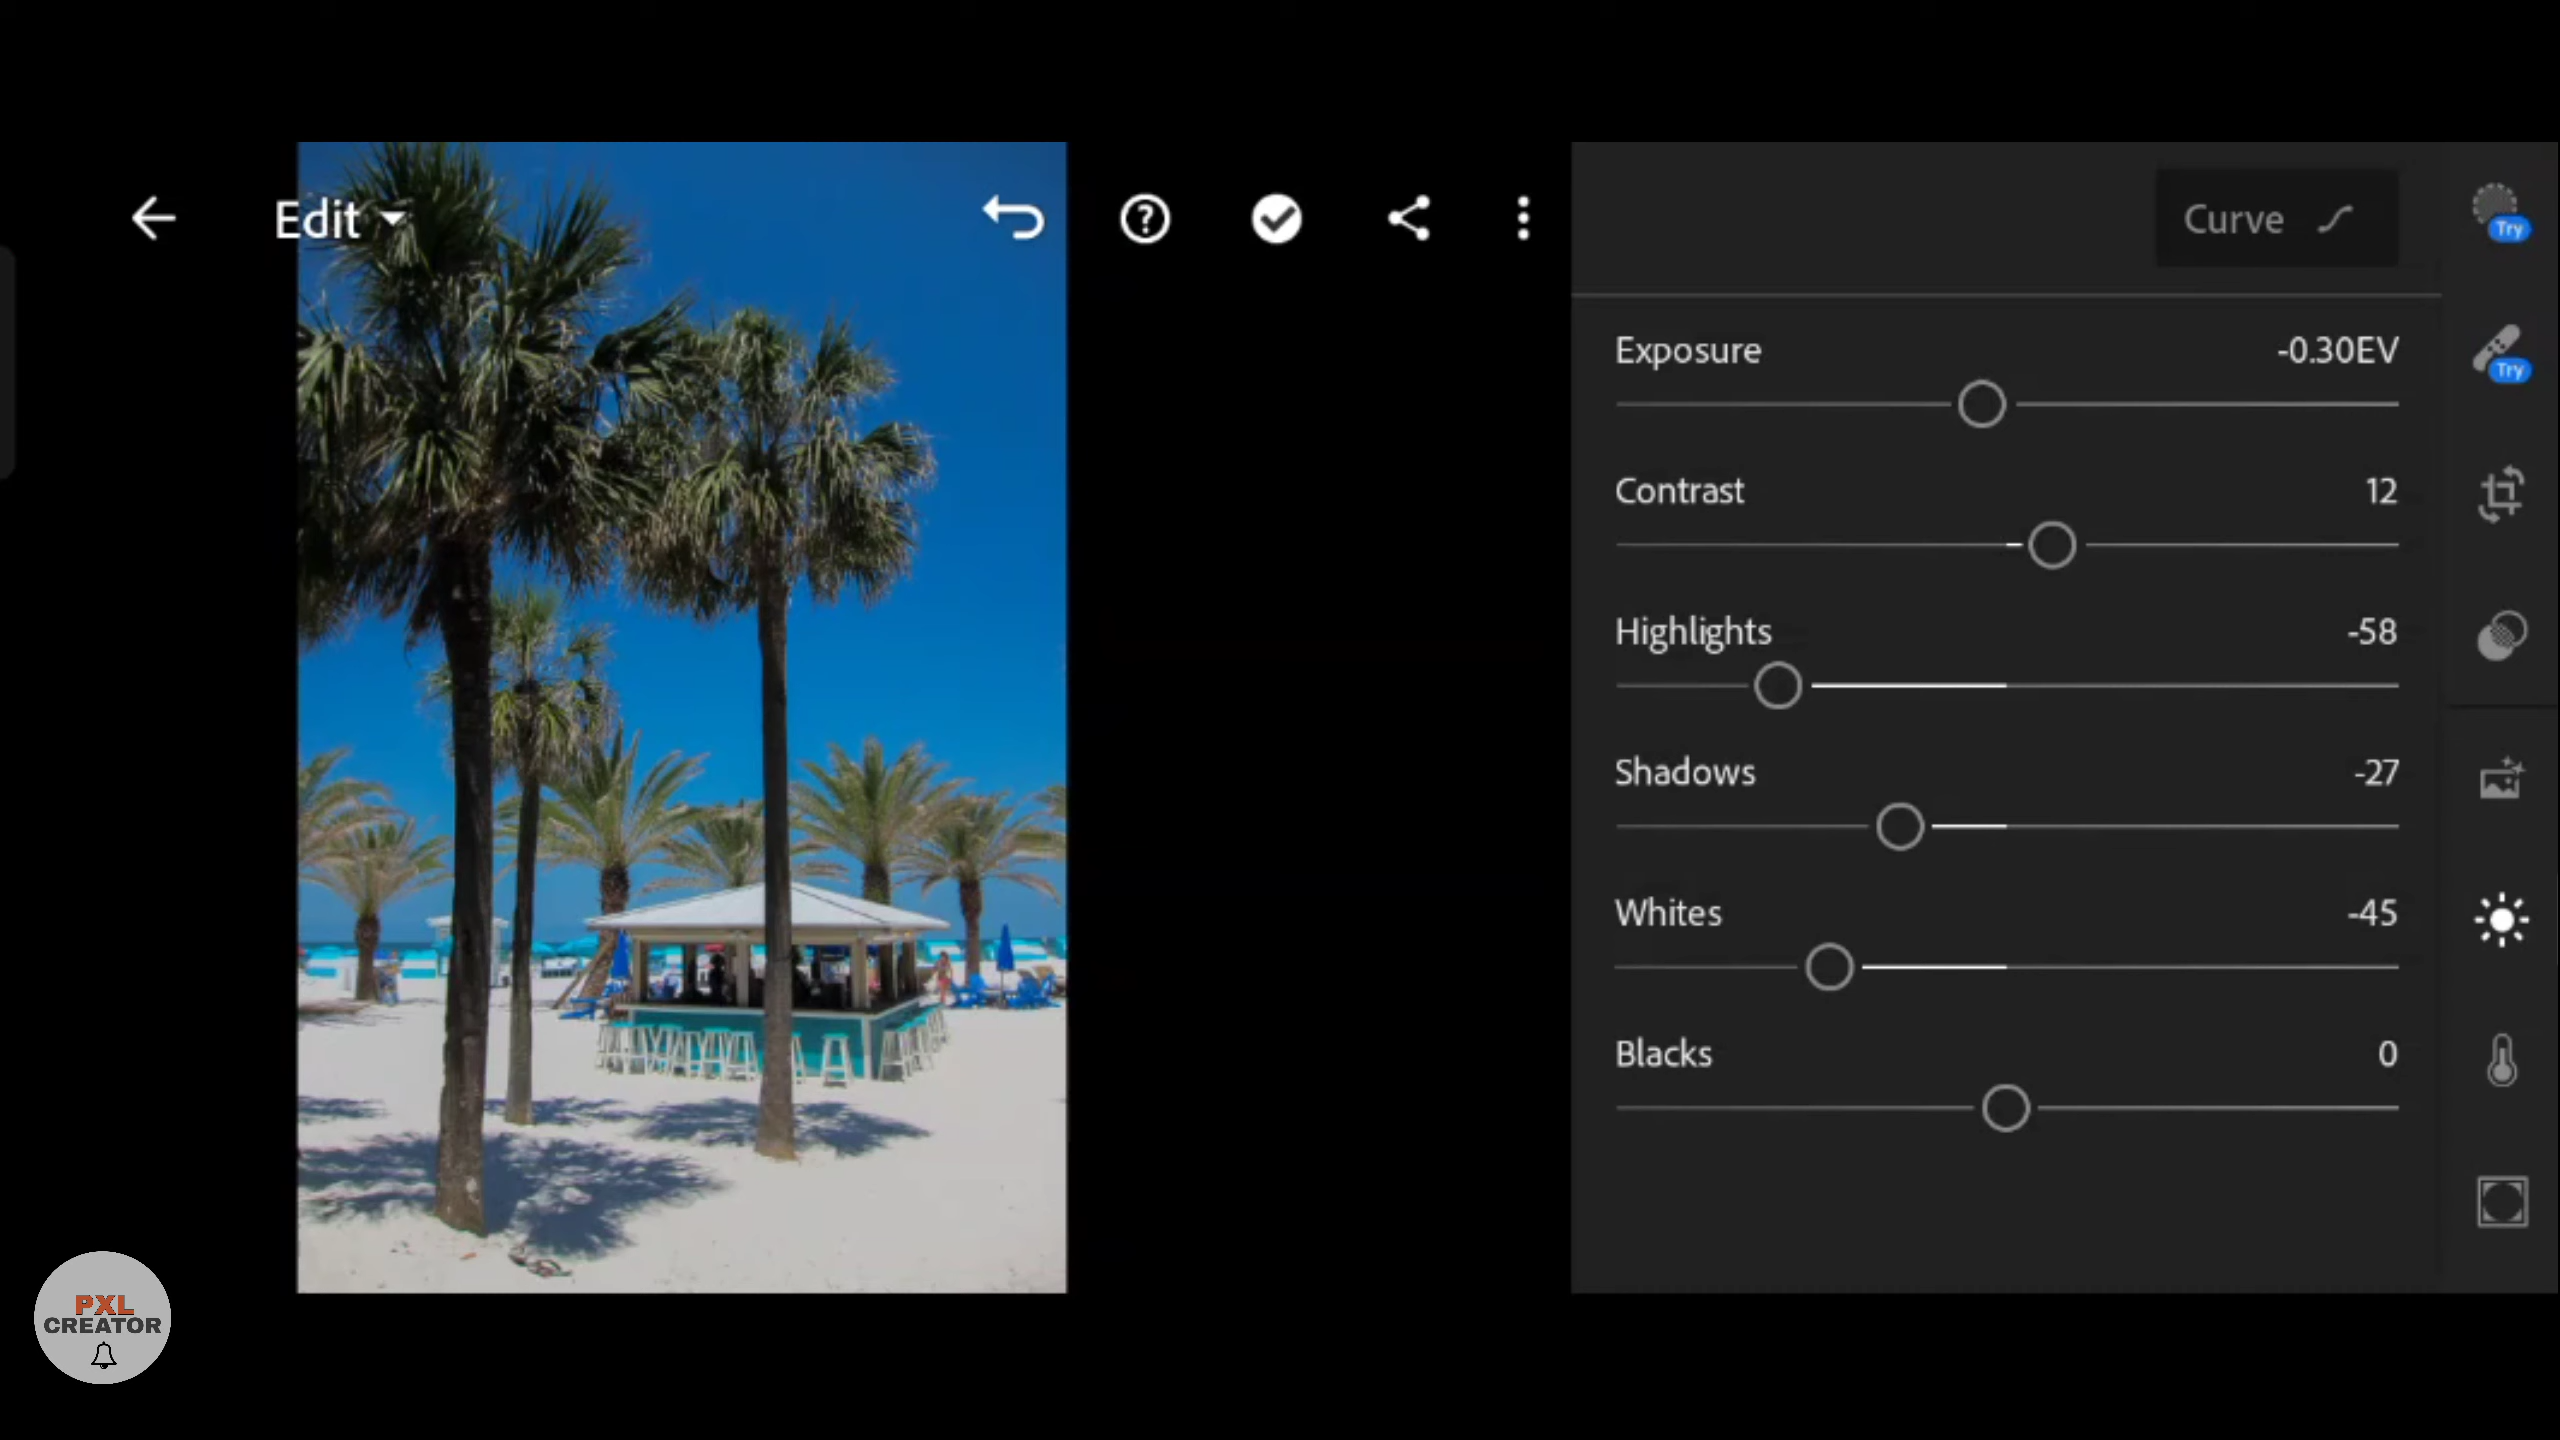 Edit
Curve
Try
Exposure -0.30EV
Try
Contrast 12
Highlights -58
Shadows -27
Whites -45
Blacks 0
PXL
CREATOR